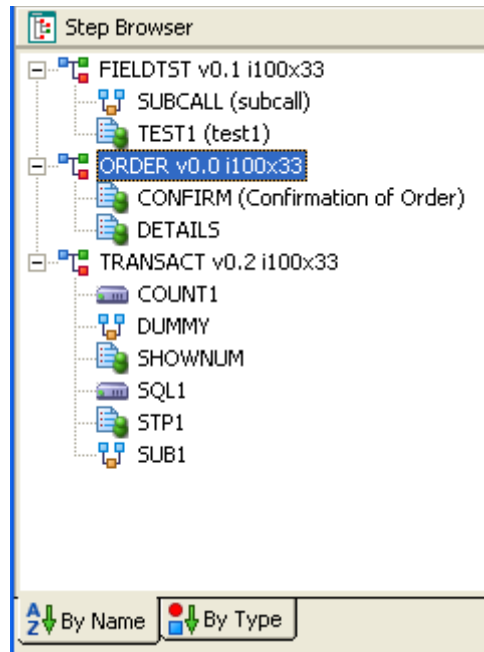 Step Browser
FIELDTST v0.1 i100x33
SUBCALL (subcall)
TEST1 (test1)
ORDER v0.0 i100x33
CONFIRM (Confirmation of Order)
DETAILS
TRANSACT v0.2 i100x33
COUNT1
DUMMY
SHOWNUM
SQL1
STP1
SUB1
By Name By Type